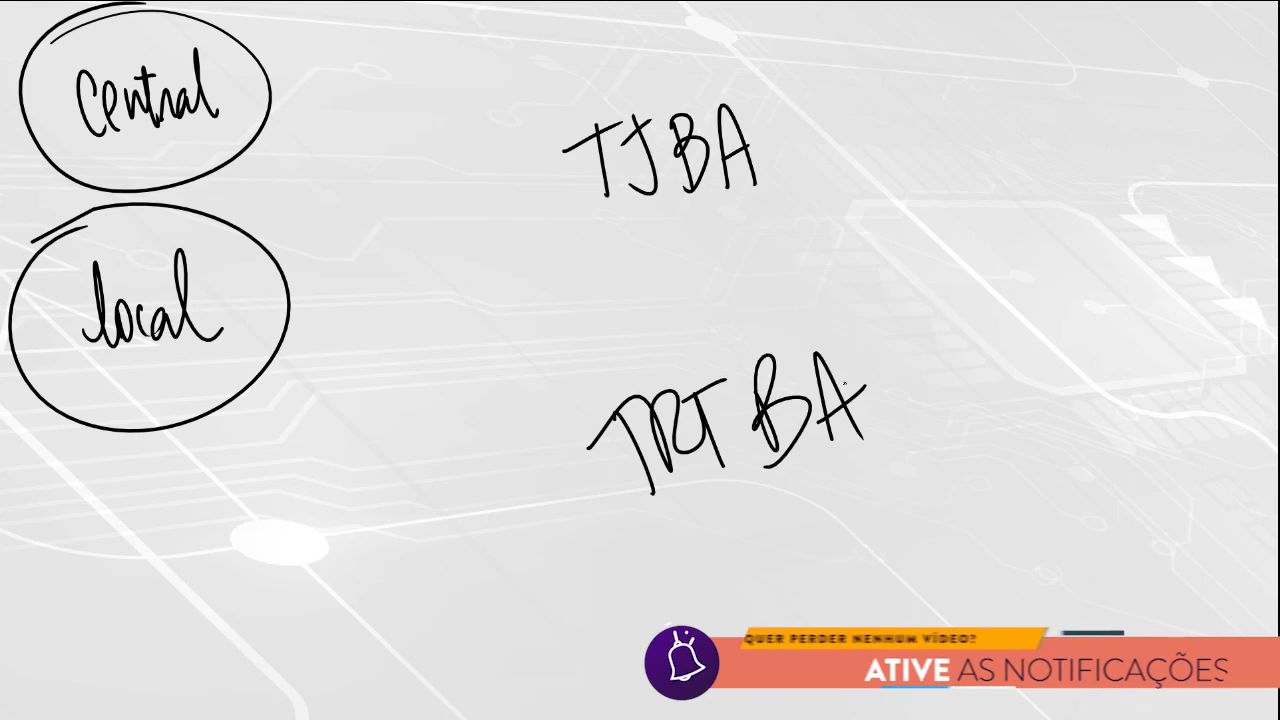 Central
TJBA
local
TRT BA
QUER PERDER NENHUM VÍDEO?
ATIVE AS NOTIFICAÇÕES